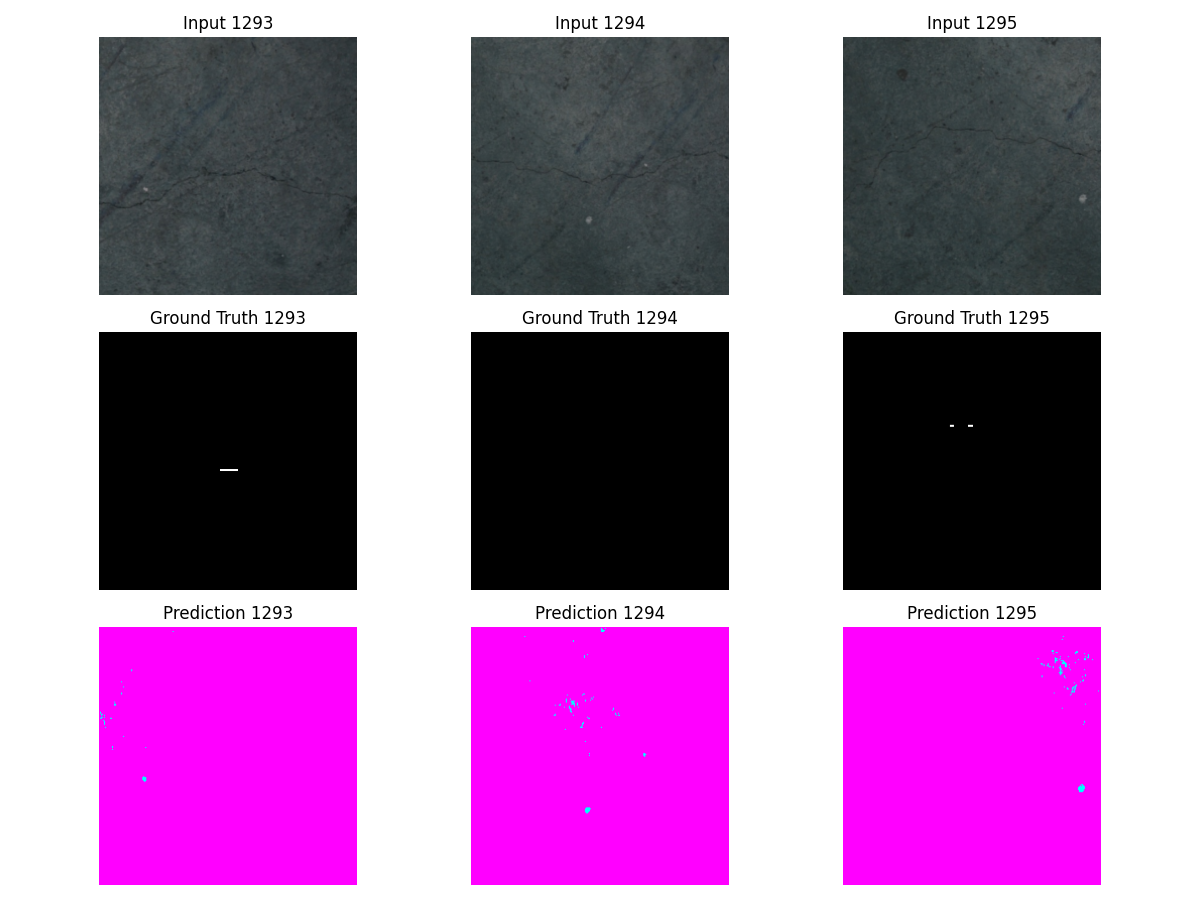 Input 1293
Input 1294
Input 1295
Ground Truth 1293
Ground Truth 1294
Ground Truth 1295
Prediction 1293
Prediction 1294
Prediction 1295